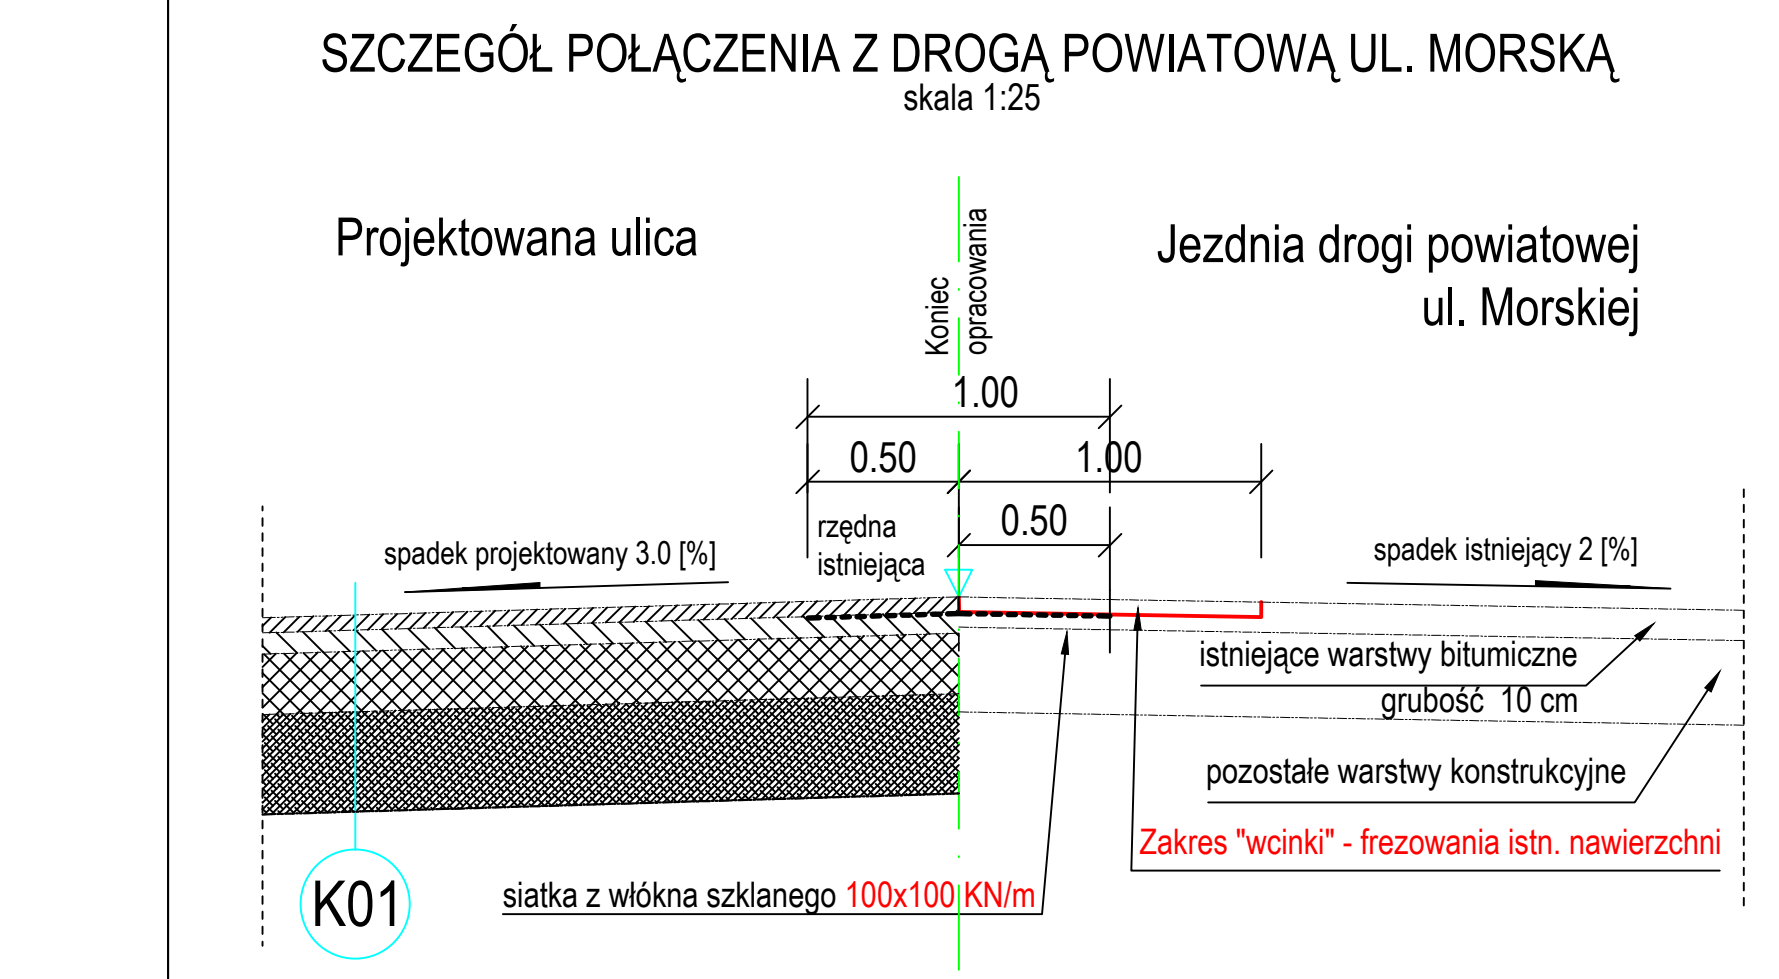 SZCZEGÓŁ POŁĄCZENIA Z DROGĄ POWIATOWĄ UL. MORSKĄ
skala 1:25
Projektowana ulica
Koniec
opracowania
Jezdnia drogi powiatowej
ul. Morskiej
1.00
0.50
1.00
rzędna
istniejąca
0.50
spadek projektowany 3.0 [%]
spadek istniejący 2 [%]
istniejące warstwy bitumiczne
grubość 10 cm
pozostałe warstwy konstrukcyjne
Zakres "wcinki" - frezowania istn. nawierzchni
siatka z włókna szklanego 100x100 KN/m
K01